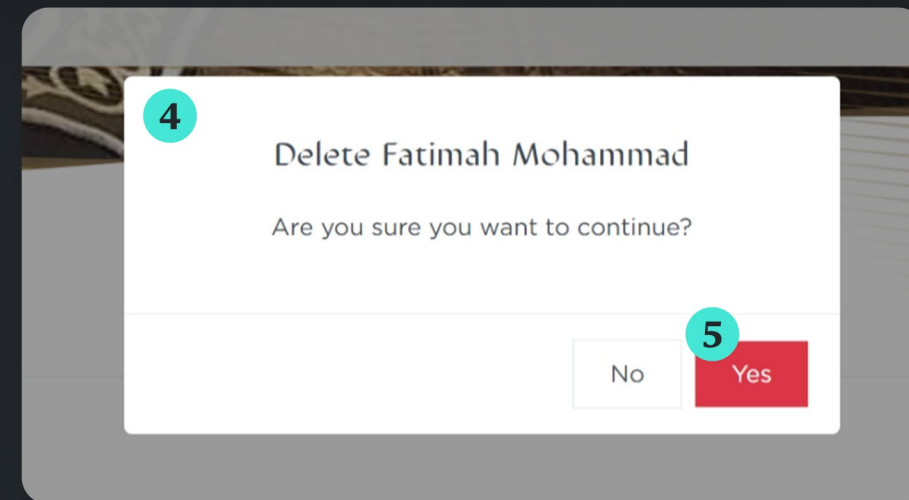 4
Delete Fatimah Mohammad
Are you sure you want to continue?
5
No
Yes